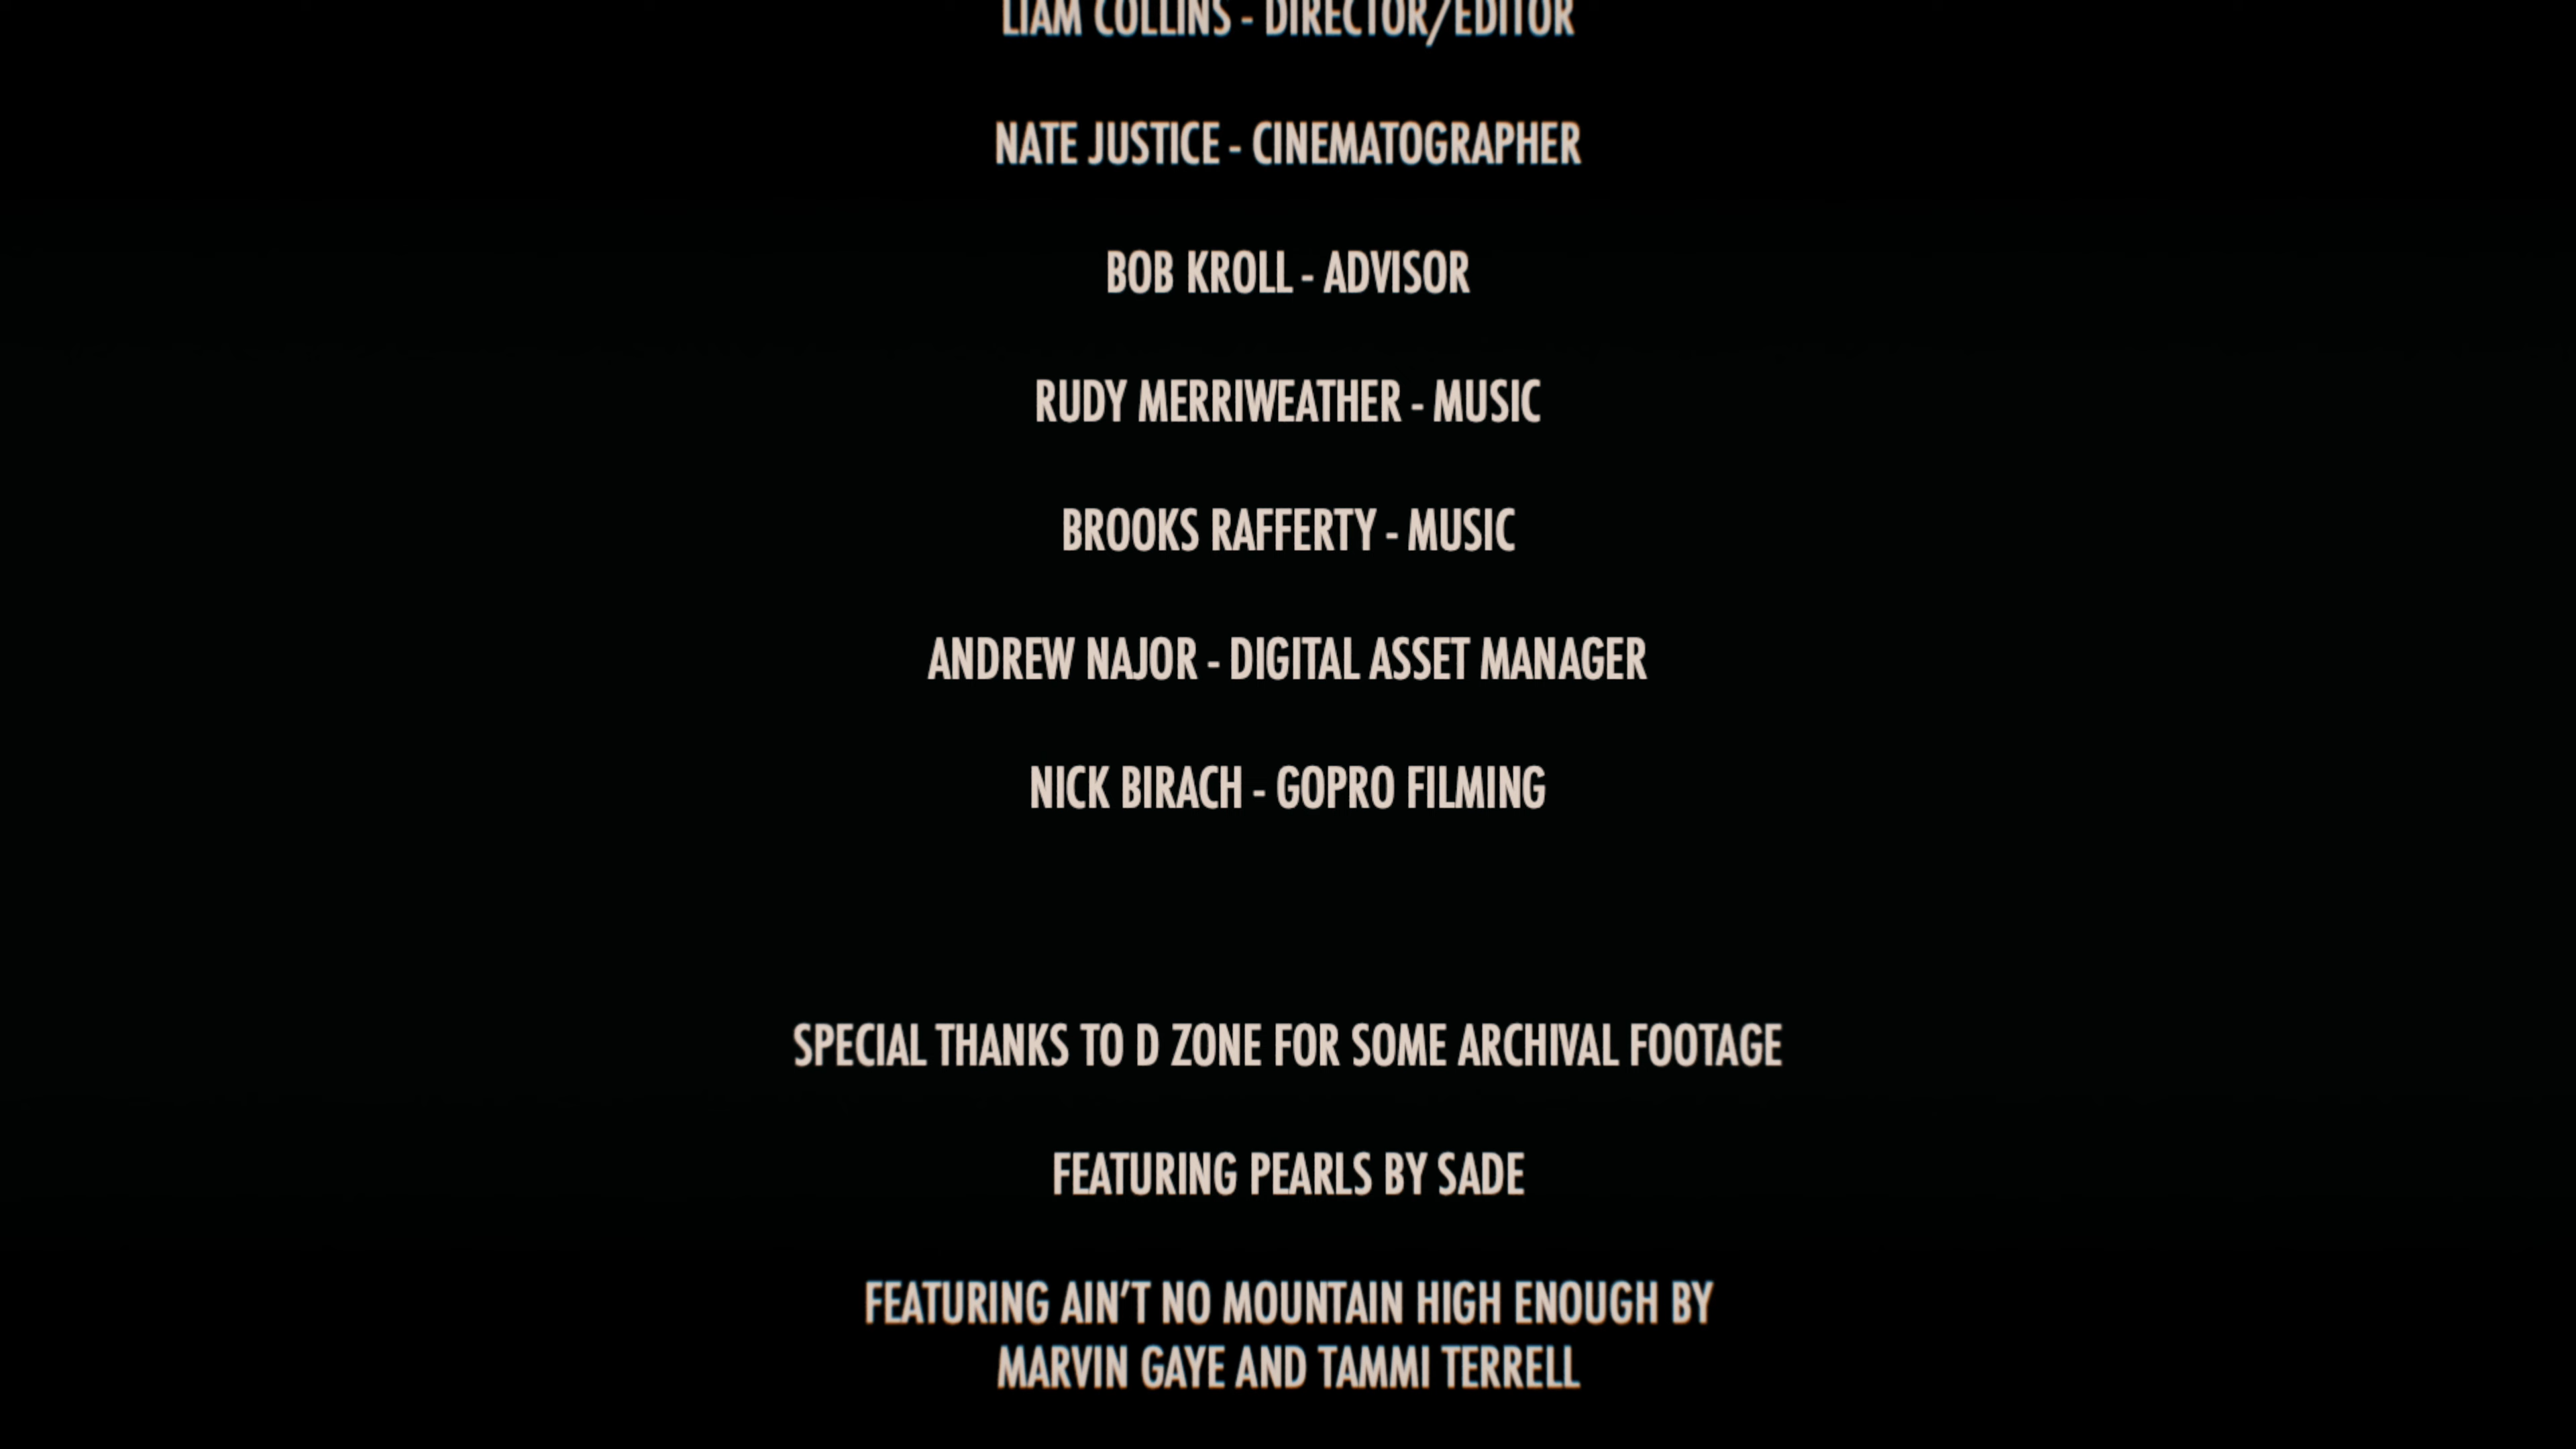 LIAM COLLINS - DIRECTOR/EDITOR
NATE JUSTICE - CINEMATOGRAPHER
BOB KROLL - ADVISOR
RUDY MERRIWEATHER - MUSIC
BROOKS RAFFERTY - MUSIC
ANDREW NAJOR - DIGITAL ASSET MANAGER
NICK BIRACH - GOPRO FILMING
SPECIAL THANKS TO D ZONE FOR SOME ARCHIVAL FOOTAGE
FEATURING PEARLS BY SADE
FEATURING AIN'T NO MOUNTAIN HIGH ENOUGH BY
MARVIN GAYE AND TAMMI TERRELL